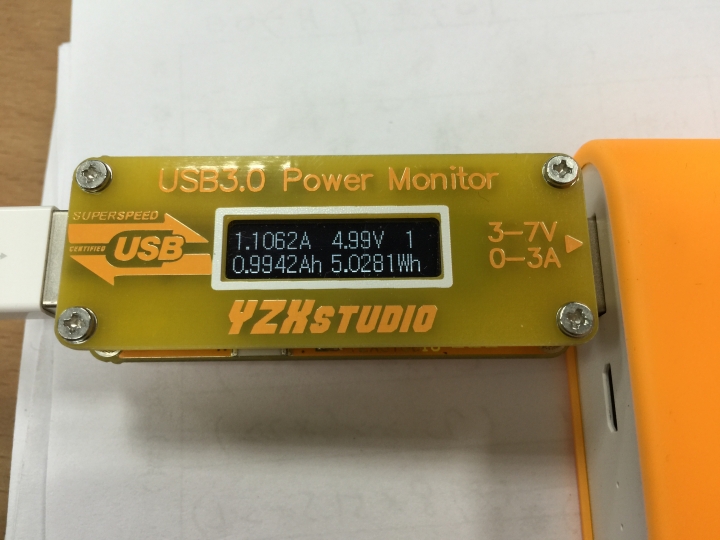 USB3.0 Power Monitor
SUPERSPEED
CERTIFIED USB
1.1062A 4.99V 1
0.9942Ah 5.0281Wh
3-7V
0-3A
YZXSTUDIO